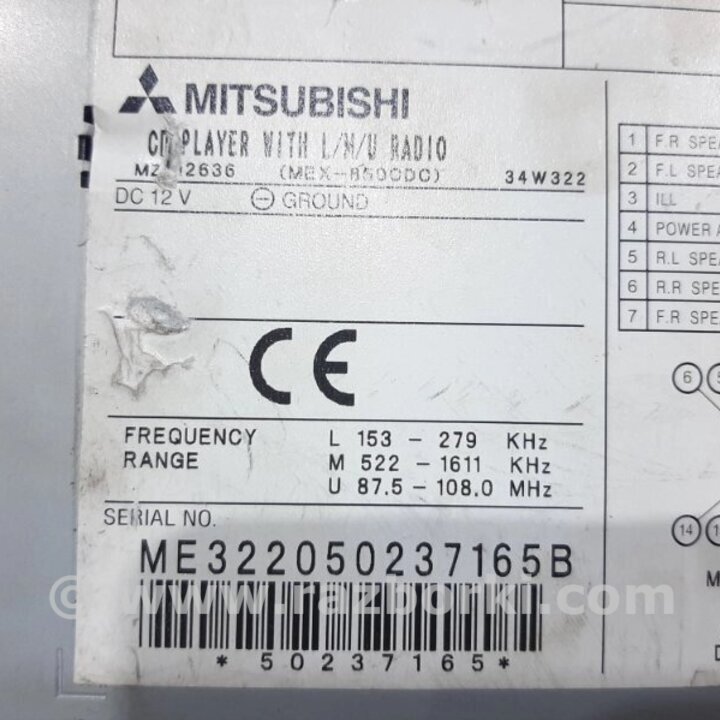 MITSUBISHI
CD PLAYER WITH L/M/U RADIO
(MEX-R50CDC) 34W322
DC 12 V ⊖ GROUND
CE
FREQUENCY RANGE
L 153 - 279 KHz
M 522 - 1611 KHz
U 87.5 - 108.0 MHz
SERIAL NO.
ME322050237165B
*50237165*
1 F.R SPEA
2 F.L SPEA
3 ILL
4 POWER A
5 R.L SPEA
6 R.R SPE
7 F.R SPE
6
14
M
D
© www.razborki.com